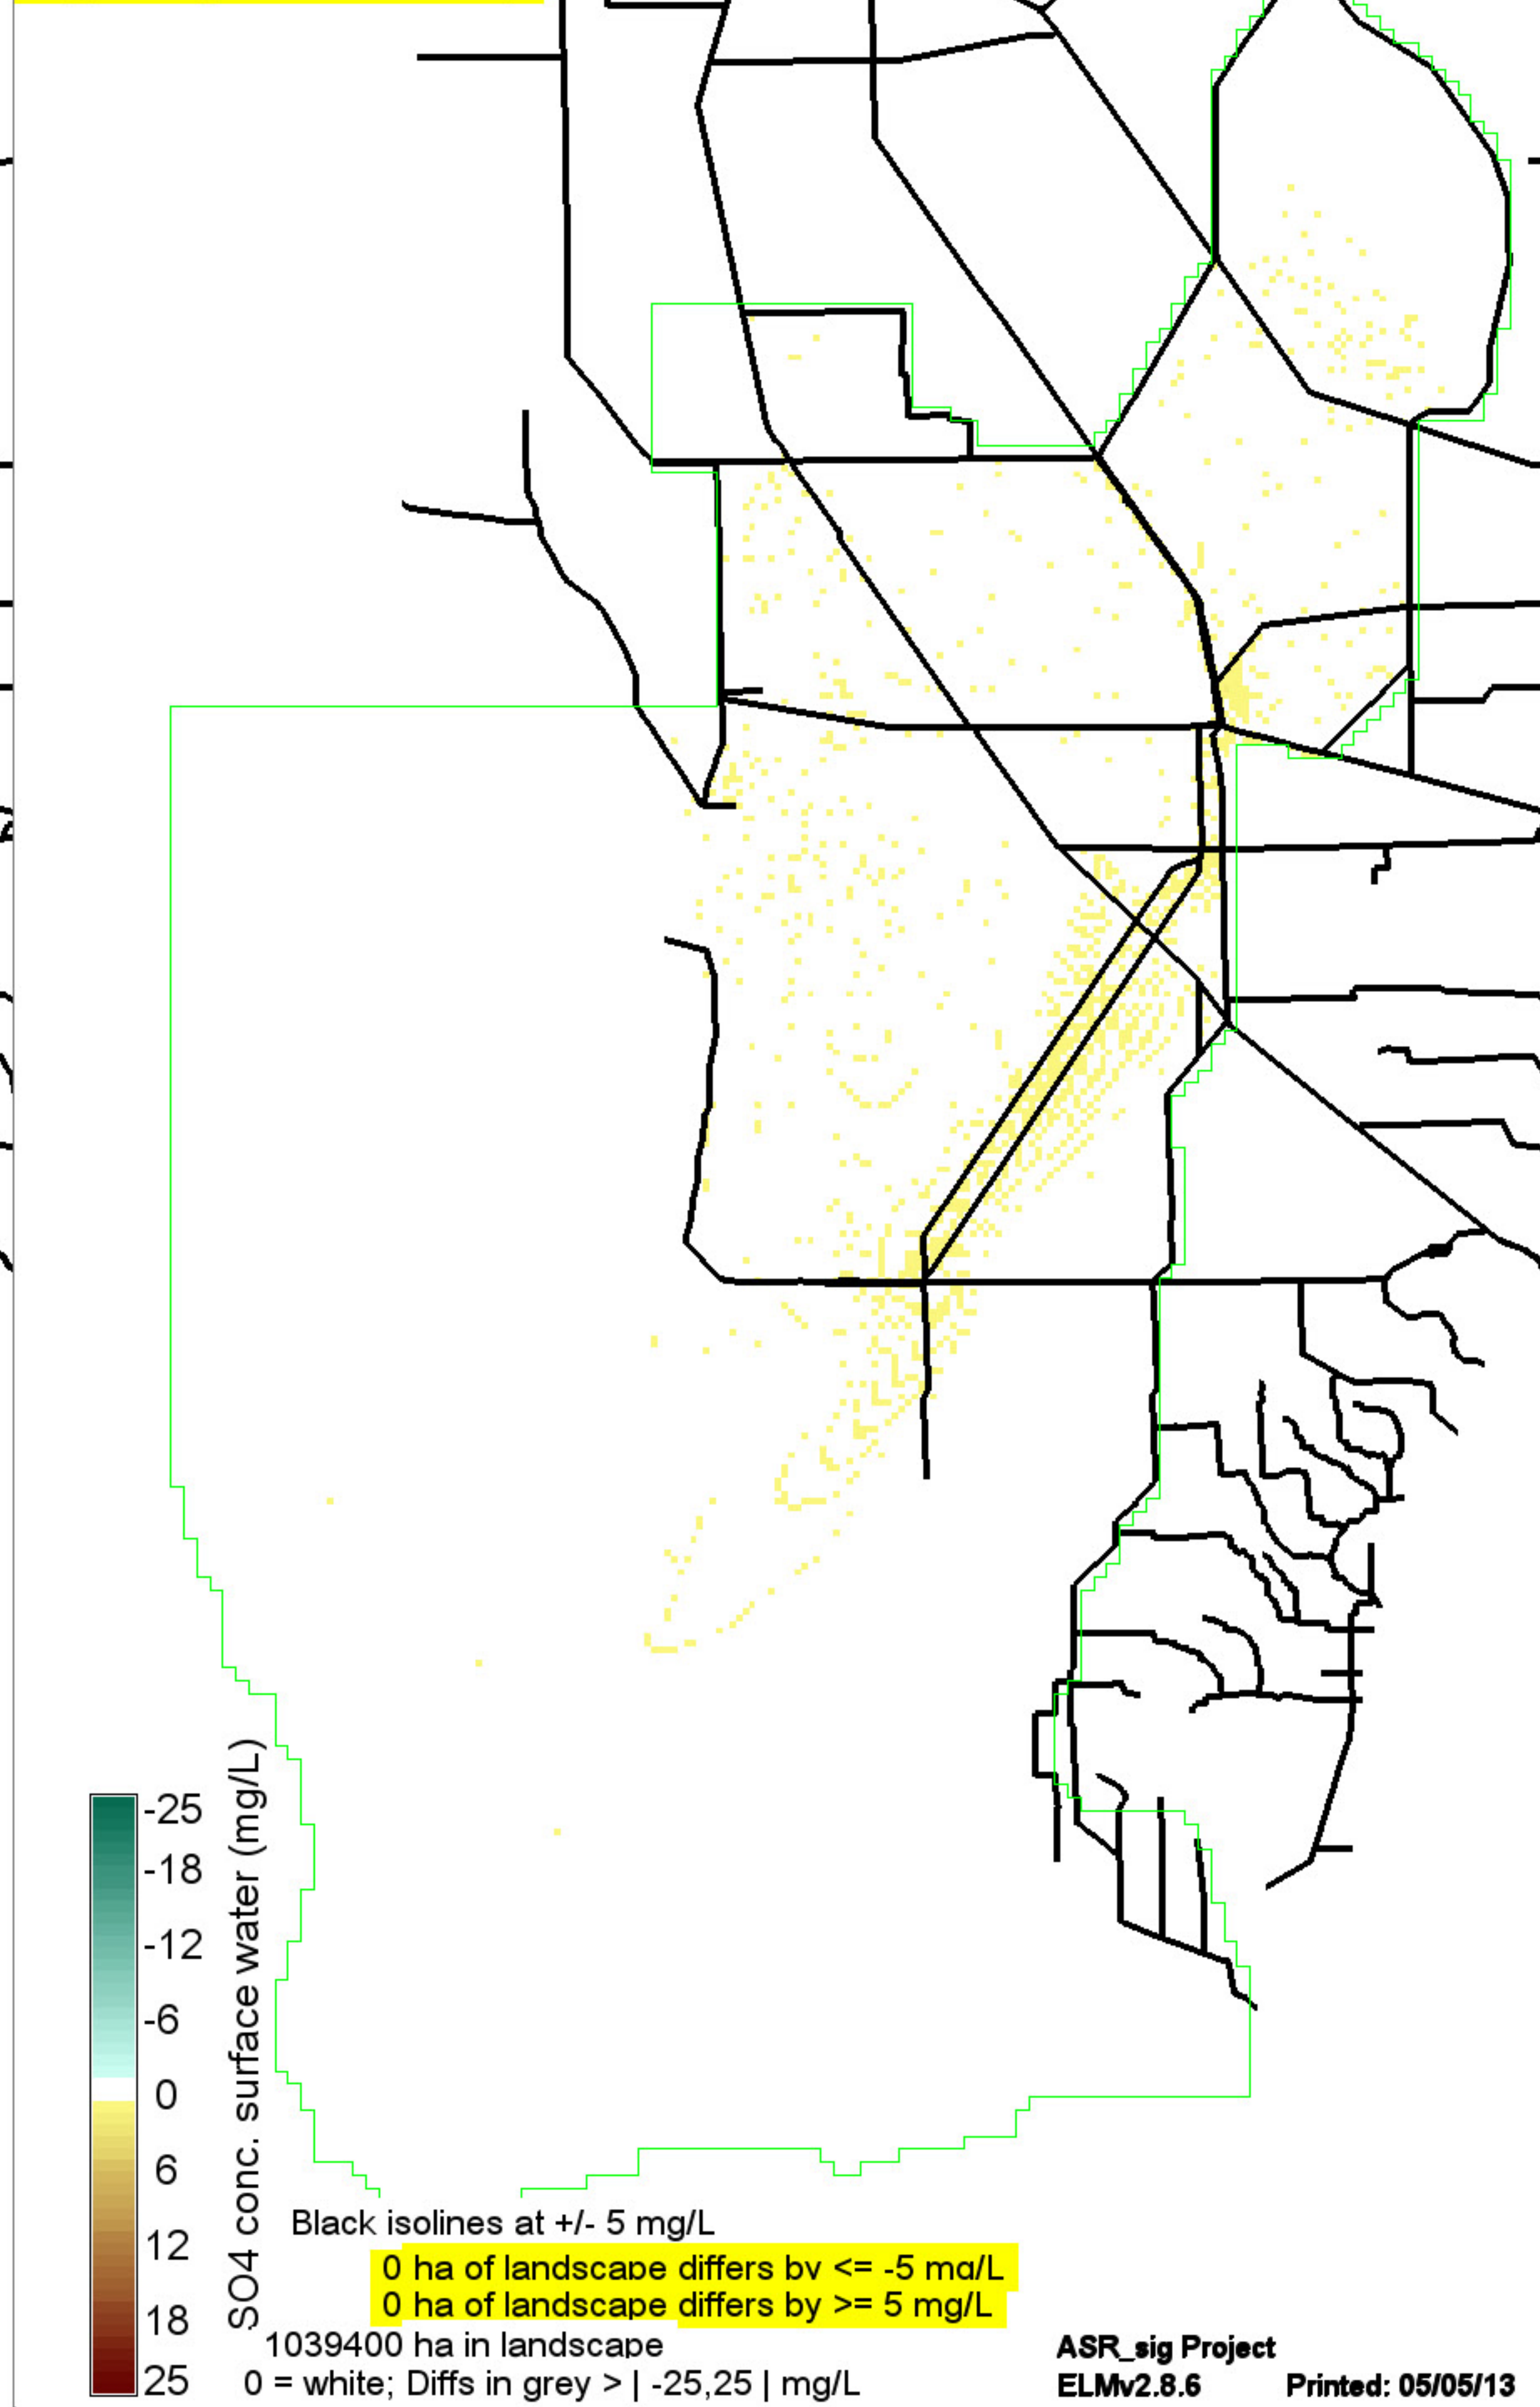 -25
-18
-12
-6
0
6
12
18
25
SO4 conc. surface water (mg/L)
Black isolines at +/- 5 mg/L
0 ha of landscape differs by <= -5 mg/L
0 ha of landscape differs by >= 5 mg/L
1039400 ha in landscape
0 = white; Diffs in grey > | -25,25 | mg/L
ASR_sig Project
ELMv2.8.6 Printed: 05/05/13